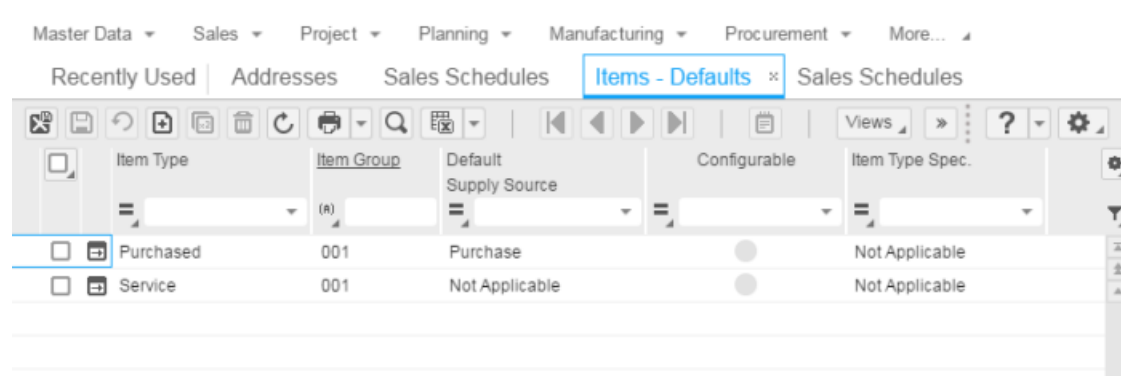 Master Data Sales Project Planning Manufacturing Procurement More...
Recently Used Addresses Sales Schedules Items - Defaults × Sales Schedules
Views » ?
Item Type Item Group Default Configurable Item Type Spec.
Supply Source
= (A) = = =
Purchased 001 Purchase Not Applicable
Service 001 Not Applicable Not Applicable